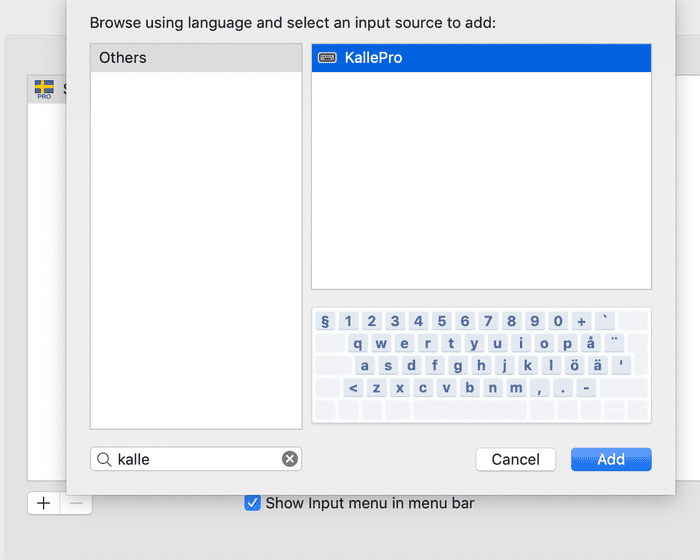 Browse using language and select an input source to add:
Others
KallePro
PRO
§ 1 2 3 4 5 6 7 8 9 0 + `
q w e r t y u i o p å ¨
a s d f g h j k l ö ä '
< z x c v b n m , . -
kalle
Cancel
Add
+ −
Show Input menu in menu bar